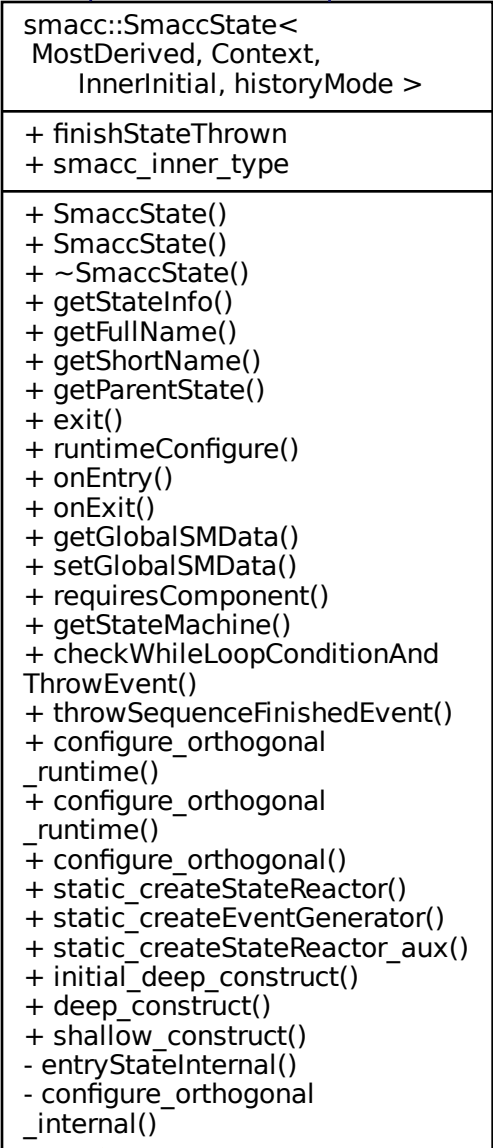 smacc::SmaccState<
MostDerived, Context,
InnerInitial, historyMode >
+ finishStateThrown
+ smacc_inner_type
+ SmaccState()
+ SmaccState()
+ ~SmaccState()
+ getStateInfo()
+ getFullName()
+ getShortName()
+ getParentState()
+ exit()
+ runtimeConfigure()
+ onEntry()
+ onExit()
+ getGlobalSMData()
+ setGlobalSMData()
+ requiresComponent()
+ getStateMachine()
+ checkWhileLoopConditionAnd
ThrowEvent()
+ throwSequenceFinishedEvent()
+ configure_orthogonal
_runtime()
+ configure_orthogonal
_runtime()
+ configure_orthogonal()
+ static_createStateReactor()
+ static_createEventGenerator()
+ static_createStateReactor_aux()
+ initial_deep_construct()
+ deep_construct()
+ shallow_construct()
- entryStateInternal()
- configure_orthogonal
_internal()